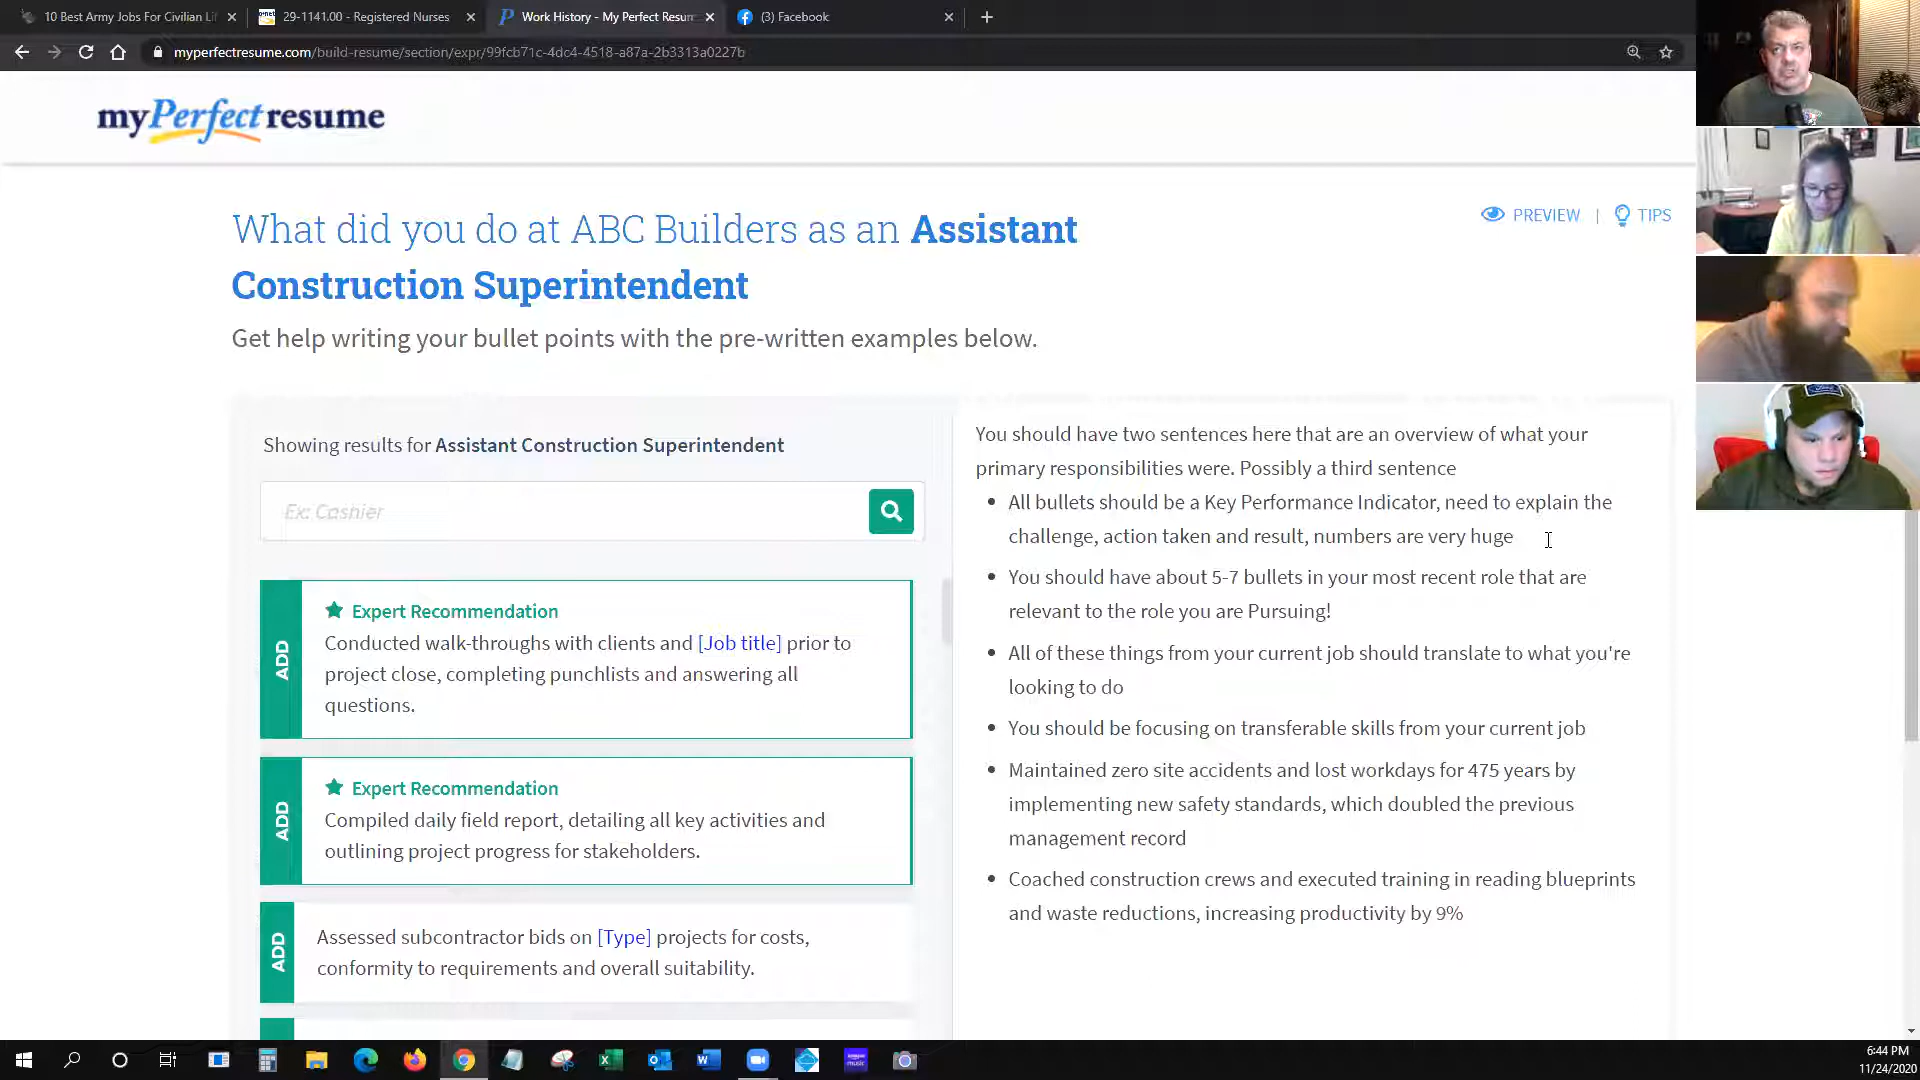 10 Best Army Jobs For Civilian Li
29-1141.00 - Registered Nurses
Work History - My Perfect Resum
(3) Facebook
myperfectresume.com/build-resume/section/expr/99fcb71c-4dc4-4518-a87a-2b3313a0227b
myPerfectresume
What did you do at ABC Builders as an Assistant
Construction Superintendent
PREVIEW | TIPS
Get help writing your bullet points with the pre-written examples below.
Showing results for Assistant Construction Superintendent
Ex: Cashier
ADD
Expert Recommendation
Conducted walk-throughs with clients and [Job title] prior to
project close, completing punchlists and answering all
questions.
ADD
Expert Recommendation
Compiled daily field report, detailing all key activities and
outlining project progress for stakeholders.
ADD
Assessed subcontractor bids on [Type] projects for costs,
conformity to requirements and overall suitability.
You should have two sentences here that are an overview of what your
primary responsibilities were. Possibly a third sentence
• All bullets should be a Key Performance Indicator, need to explain the
challenge, action taken and result, numbers are very huge
• You should have about 5-7 bullets in your most recent role that are
relevant to the role you are Pursuing!
• All of these things from your current job should translate to what you're
looking to do
• You should be focusing on transferable skills from your current job
• Maintained zero site accidents and lost workdays for 475 years by
implementing new safety standards, which doubled the previous
management record
• Coached construction crews and executed training in reading blueprints
and waste reductions, increasing productivity by 9%
6:44 PM
11/24/2020